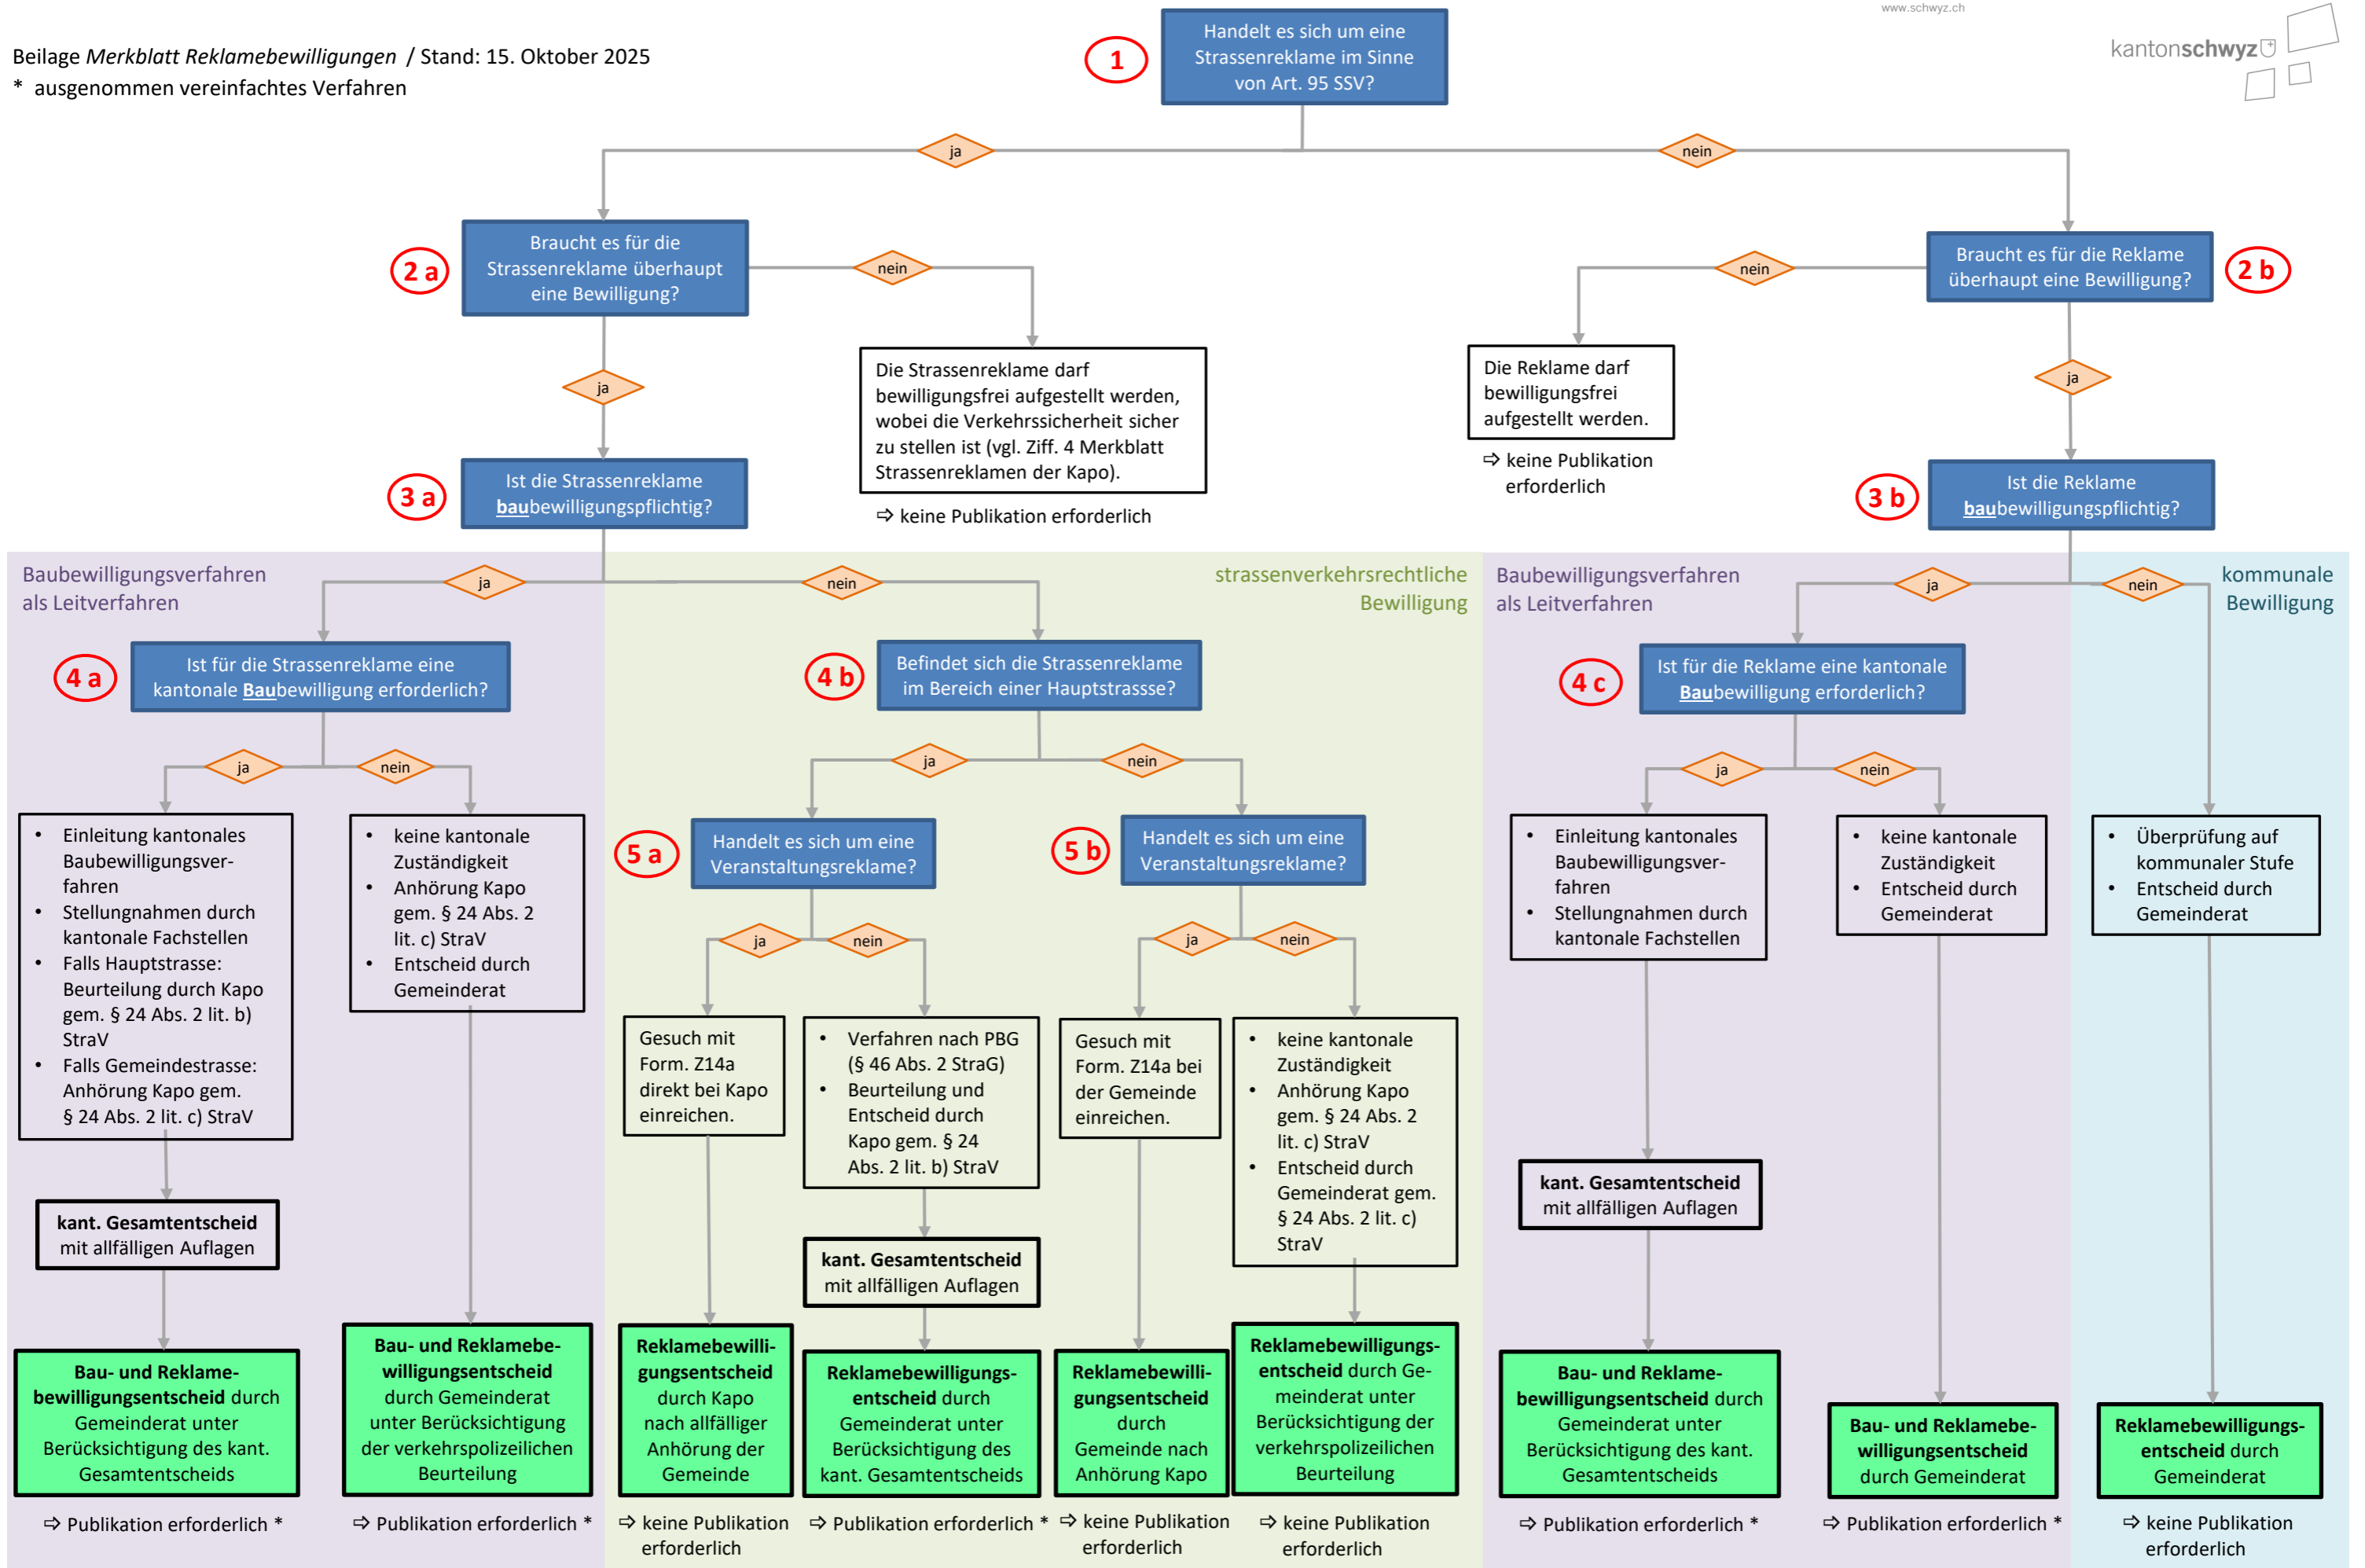 www.schwyz.ch
kantonschwyz
Beilage Merkblatt Reklamebewilligungen / Stand: 15. Oktober 2025
* ausgenommen vereinfachtes Verfahren
1
Handelt es sich um eine
Strassenreklame im Sinne
von Art. 95 SSV?
ja
nein
2 a
Braucht es für die
Strassenreklame überhaupt
eine Bewilligung?
nein
ja
Die Strassenreklame darf
bewilligungsfrei aufgestellt werden,
wobei die Verkehrssicherheit sicher
zu stellen ist (vgl. Ziff. 4 Merkblatt
Strassenreklamen der Kapo).
⇨ keine Publikation erforderlich
2 b
Braucht es für die Reklame
überhaupt eine Bewilligung?
nein
ja
Die Reklame darf
bewilligungsfrei
aufgestellt werden.
⇨ keine Publikation
erforderlich
3 a
Ist die Strassenreklame
baubewilligungspflichtig?
3 b
Ist die Reklame
baubewilligungspflichtig?
Baubewilligungsverfahren
als Leitverfahren
ja
nein
strassenverkehrsrechtliche
Bewilligung
Baubewilligungsverfahren
als Leitverfahren
ja
nein
kommunale
Bewilligung
4 a
Ist für die Strassenreklame eine
kantonale Baubewilligung erforderlich?
4 b
Befindet sich die Strassenreklame
im Bereich einer Hauptstrassse?
4 c
Ist für die Reklame eine kantonale
Baubewilligung erforderlich?
ja
nein
ja
nein
ja
nein
• Einleitung kantonales
Baubewilligungsver-
fahren
• Stellungnahmen durch
kantonale Fachstellen
• Falls Hauptstrasse:
Beurteilung durch Kapo
gem. § 24 Abs. 2 lit. b)
StraV
• Falls Gemeindestrasse:
Anhörung Kapo gem.
§ 24 Abs. 2 lit. c) StraV
• keine kantonale
Zuständigkeit
• Anhörung Kapo
gem. § 24 Abs. 2
lit. c) StraV
• Entscheid durch
Gemeinderat
5 a
Handelt es sich um eine
Veranstaltungsreklame?
5 b
Handelt es sich um eine
Veranstaltungsreklame?
ja
nein
ja
nein
Gesuch mit
Form. Z14a
direkt bei Kapo
einreichen.
• Verfahren nach PBG
(§ 46 Abs. 2 StraG)
• Beurteilung und
Entscheid durch
Kapo gem. § 24
Abs. 2 lit. b) StraV
Gesuch mit
Form. Z14a bei
der Gemeinde
einreichen.
• keine kantonale
Zuständigkeit
• Anhörung Kapo
gem. § 24 Abs. 2
lit. c) StraV
• Entscheid durch
Gemeinderat gem.
§ 24 Abs. 2 lit. c)
StraV
• Einleitung kantonales
Baubewilligungsver-
fahren
• Stellungnahmen durch
kantonale Fachstellen
• keine kantonale
Zuständigkeit
• Entscheid durch
Gemeinderat
• Überprüfung auf
kommunaler Stufe
• Entscheid durch
Gemeinderat
kant. Gesamtentscheid
mit allfälligen Auflagen
kant. Gesamtentscheid
mit allfälligen Auflagen
kant. Gesamtentscheid
mit allfälligen Auflagen
Bau- und Reklame-
bewilligungsentscheid durch
Gemeinderat unter
Berücksichtigung des kant.
Gesamtentscheids
⇨ Publikation erforderlich *
Bau- und Reklamebe-
willigungsentscheid
durch Gemeinderat
unter Berücksichtigung
der verkehrspolizeilichen
Beurteilung
⇨ Publikation erforderlich *
Reklamebewilli-
gungsentscheid
durch Kapo
nach allfälliger
Anhörung der
Gemeinde
⇨ keine Publikation
erforderlich
Reklamebewilligungs-
entscheid durch
Gemeinderat unter
Berücksichtigung des
kant. Gesamtentscheids
⇨ Publikation erforderlich *
Reklamebewilli-
gungsentscheid
durch
Gemeinde nach
Anhörung Kapo
⇨ keine Publikation
erforderlich
Reklamebewilligungs-
entscheid durch Ge-
meinderat unter
Berücksichtigung der
verkehrspolizeilichen
Beurteilung
⇨ keine Publikation
erforderlich
Bau- und Reklame-
bewilligungsentscheid durch
Gemeinderat unter
Berücksichtigung des kant.
Gesamtentscheids
⇨ Publikation erforderlich *
Bau- und Reklamebe-
willigungsentscheid
durch Gemeinderat
⇨ Publikation erforderlich *
Reklamebewilligungs-
entscheid durch
Gemeinderat
⇨ keine Publikation
erforderlich